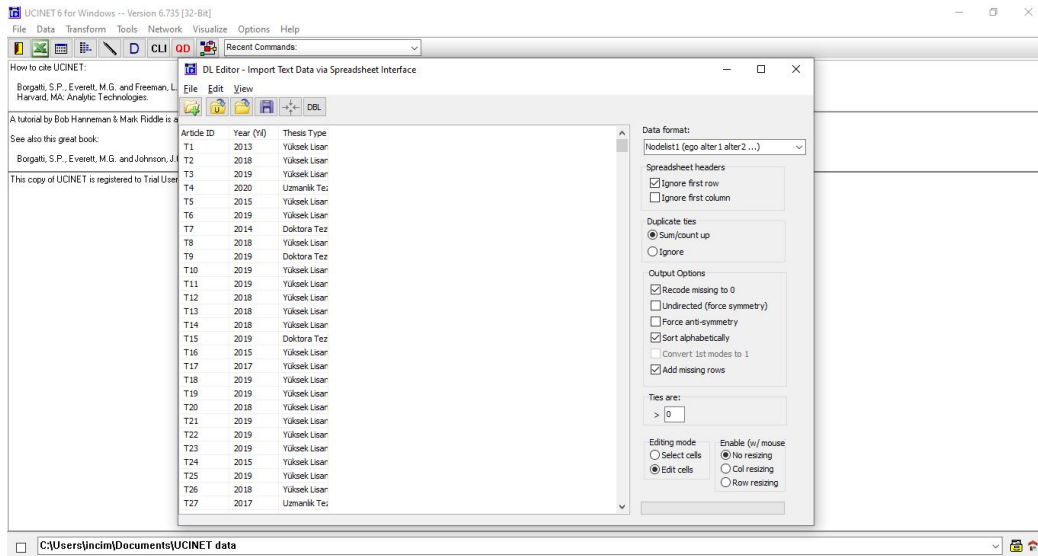 UCINET 6 for Windows -- Version 6.735 [32-Bit]
File Data Transform Tools Network Visualize Options Help
D CLI QD Recent Commands:
How to cite UCINET:
Borgatti, S.P., Everett, M.G. and Freeman, L.
Harvard, MA: Analytic Technologies.
A tutorial by Bob Hanneman & Mark Riddle is a
See also this great book:
Borgatti, S.P., Everett, M.G. and Johnson, J.
This copy of UCINET is registered to Trial User
DL Editor - Import Text Data via Spreadsheet Interface
File Edit View
U DBL
Article ID Year (Yıl) Thesis Type
T1 2013 Yüksek Lisan
T2 2018 Yüksek Lisan
T3 2019 Yüksek Lisan
T4 2020 Uzmanlik Tez
T5 2015 Yüksek Lisan
T6 2019 Yüksek Lisan
T7 2014 Doktora Tez
T8 2018 Yüksek Lisan
T9 2019 Doktora Tez
T10 2019 Yüksek Lisan
T11 2019 Yüksek Lisan
T12 2018 Yüksek Lisan
T13 2018 Yüksek Lisan
T14 2018 Yüksek Lisan
T15 2019 Doktora Tez
T16 2015 Yüksek Lisan
T17 2017 Yüksek Lisan
T18 2019 Yüksek Lisan
T19 2019 Yüksek Lisan
T20 2018 Yüksek Lisan
T21 2019 Yüksek Lisan
T22 2019 Yüksek Lisan
T23 2019 Yüksek Lisan
T24 2015 Yüksek Lisan
T25 2019 Yüksek Lisan
T26 2018 Yüksek Lisan
T27 2017 Uzmanlik Tez
Data format:
Nodelist1 (ego alter1 alter2 ...)
Spreadsheet headers
Ignore first row
Ignore first column
Duplicate ties
Sum/count up
Ignore
Output Options
Recode missing to 0
Undirected (force symmetry)
Force anti-symmetry
Sort alphabetically
Convert 1st modes to 1
Add missing rows
Ties are:
> 0
Editing mode
Select cells
Edit cells
Enable (w/ mouse
No resizing
Col resizing
Row resizing
C:\Users\incim\Documents\UCINET data